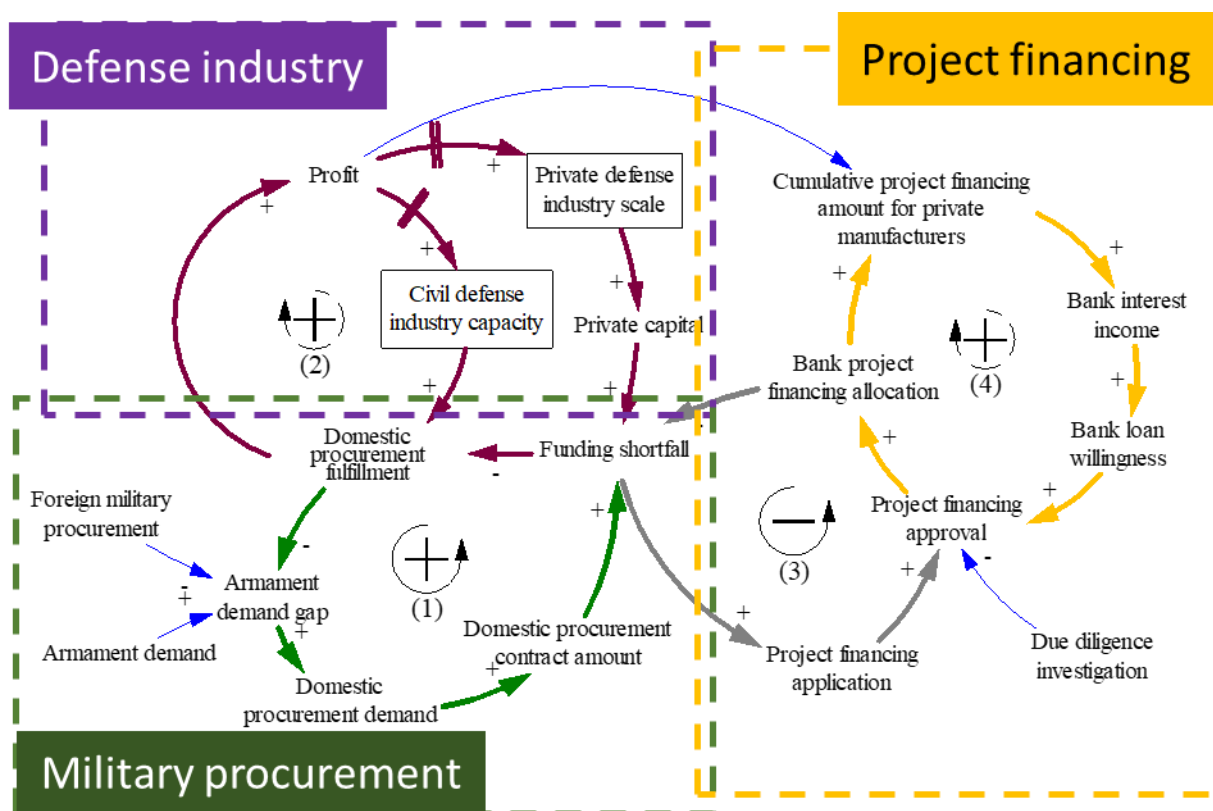 Defense industry
Project financing
Profit
+
+
Private defense
industry scale
Cumulative project financing
amount for private
manufacturers
+
+
+
+
Civil defense
industry capacity
+
Private capital
Bank interest
income
(2)
Bank project
financing allocation
(4)
+
+
+
-
Domestic
procurement
fulfillment
-
Funding shortfall
+
Bank loan
willingness
Foreign military
procurement
+
Project financing
approval
+
-
-
+
Armament
demand gap
(1)
(3)
+
-
+
Armament demand
Domestic procurement
contract amount
+
+
Project financing
application
Due diligence
investigation
Domestic
procurement demand
Military procurement